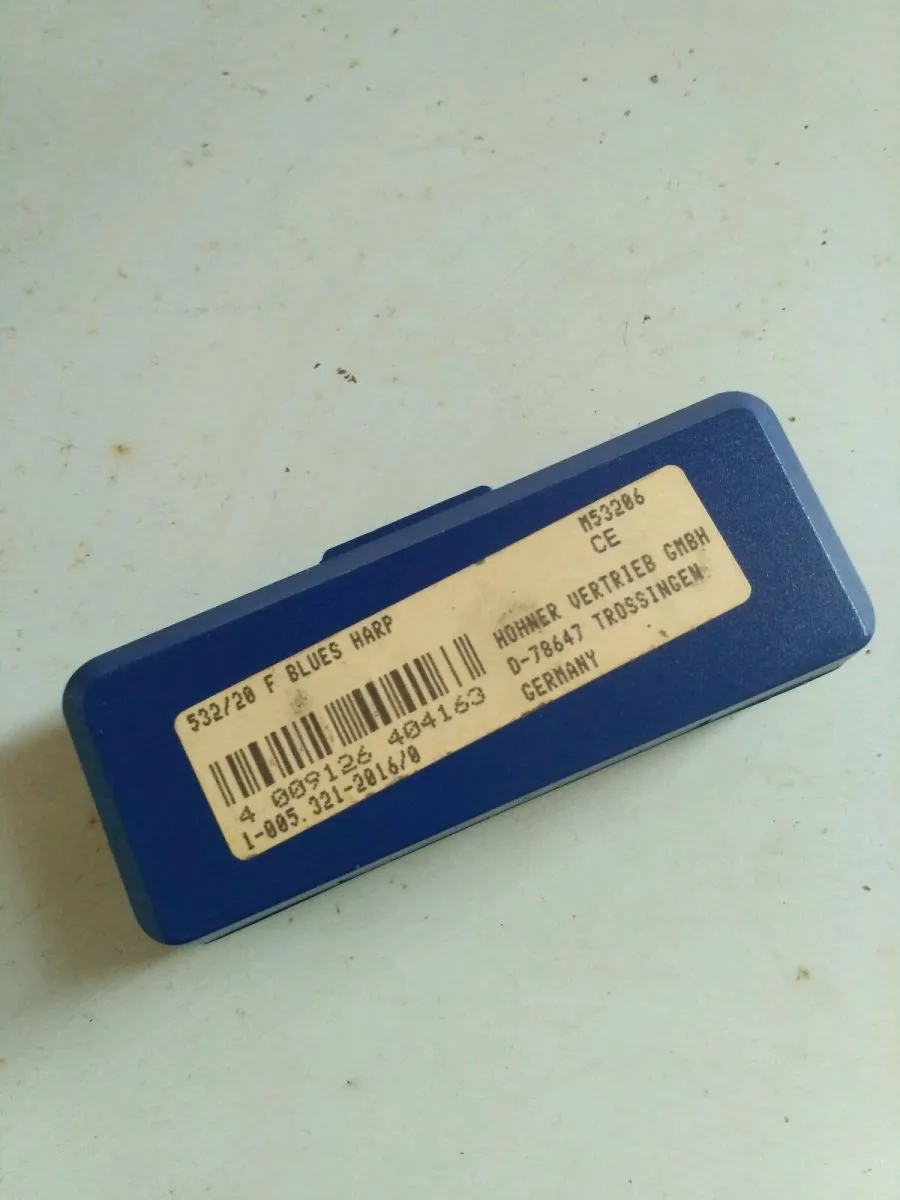 532/20 F BLUES HARP
4 009126 404163
1-005.321-2016/0
M53206
CE
HOHNER VERTRIEB GMBH
D-78647 TROSSINGEN
GERMANY